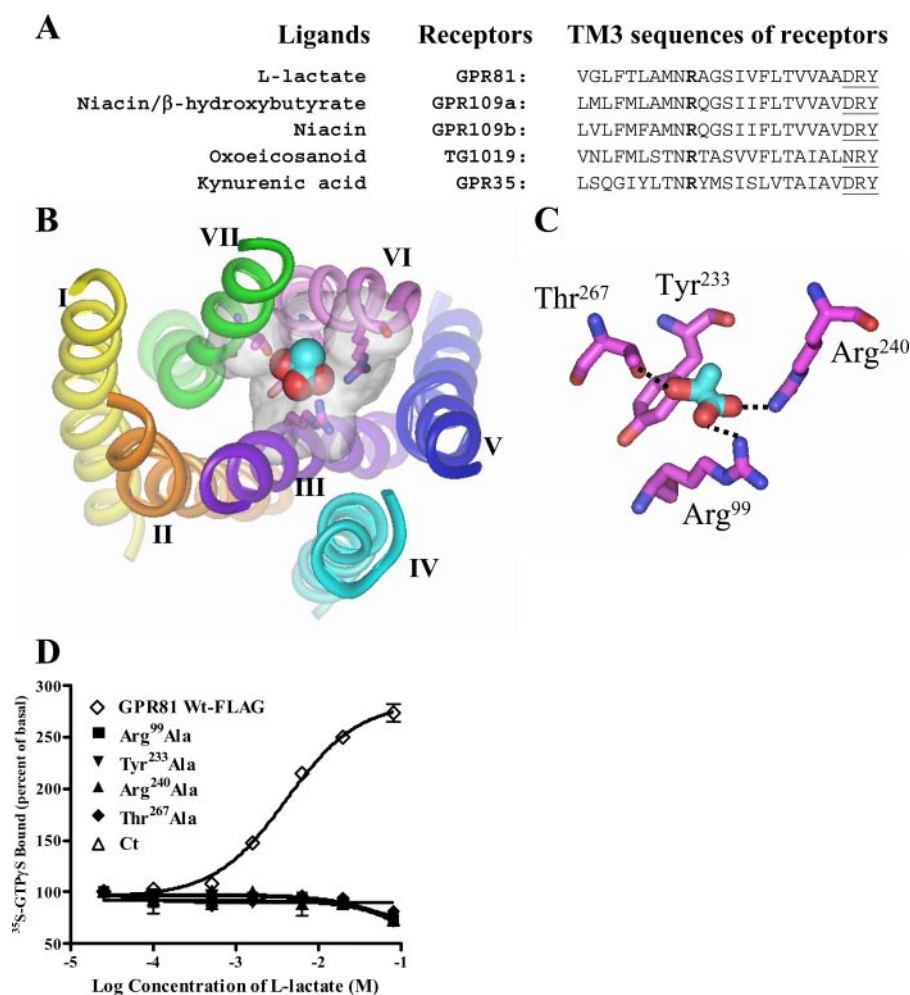 A
Ligands Receptors TM3 sequences of receptors
L-lactate GPR81: VGLFTLAMNRAGSIVFLTVVAADRY
Niacin/β-hydroxybutyrate GPR109a: LMLFMLAMNRQGSIIFLTVVAVDRY
Niacin GPR109b: LVLFMFAMNRQGSIIFLTVVAVDRY
Oxoeicosanoid TG1019: VNLFMLSTNRTASVVFLTAIALNRY
Kynurenic acid GPR35: LSQGIYLTNRYMSISLVTAIAVDRY
B
I
II
III
IV
V
VI
VII
C
Thr267
Tyr233
Arg240
Arg99
D
35S-GTPγS Bound (percent of basal)
300
250
200
150
100
50
GPR81 Wt-FLAG
Arg99Ala
Tyr233Ala
Arg240Ala
Thr267Ala
Ct
-5 -4 -3 -2 -1
Log Concentration of L-lactate (M)